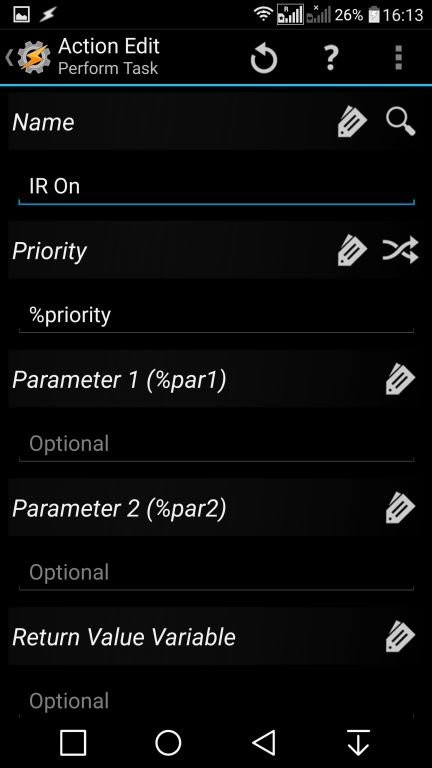 26% 16:13
Action Edit
Perform Task
Name
IR On
Priority
%priority
Parameter 1 (%par1)
Optional
Parameter 2 (%par2)
Optional
Return Value Variable
Optional